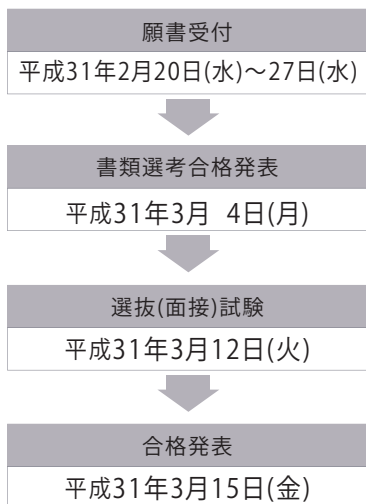 願書受付
平成31年2月20日(水)～27日(水)
書類選考合格発表
平成31年3月 4日(月)
選抜(面接)試験
平成31年3月12日(火)
合格発表
平成31年3月15日(金)